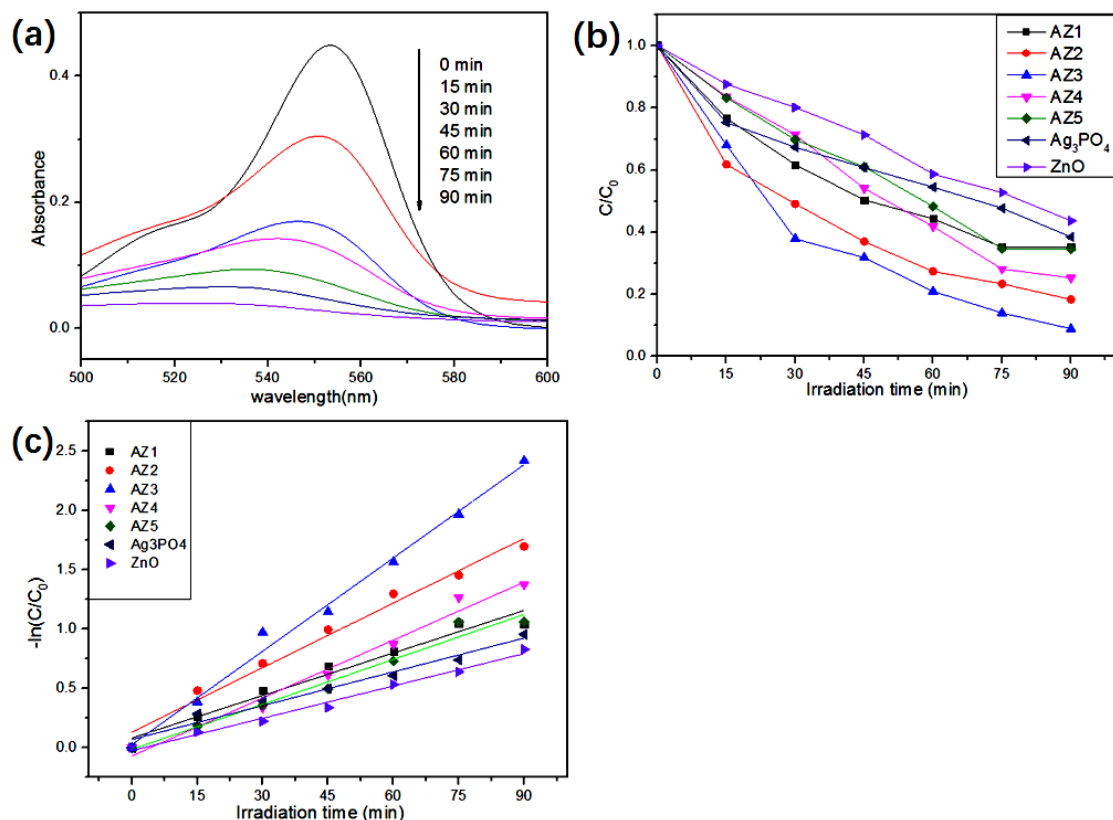 (a)
0.4
0.2
0.0
Absorbance
0 min
15 min
30 min
45 min
60 min
75 min
90 min
500 520 540 560 580 600
wavelength(nm)
(b)
1.0
0.8
0.6
0.4
0.2
0.0
C/C₀
AZ1
AZ2
AZ3
AZ4
AZ5
Ag₃PO₄
ZnO
0 15 30 45 60 75 90
Irradiation time (min)
(c)
2.5
2.0
1.5
1.0
0.5
0.0
-ln(C/C₀)
AZ1
AZ2
AZ3
AZ4
AZ5
Ag3PO4
ZnO
0 15 30 45 60 75 90
Irradiation time (min)